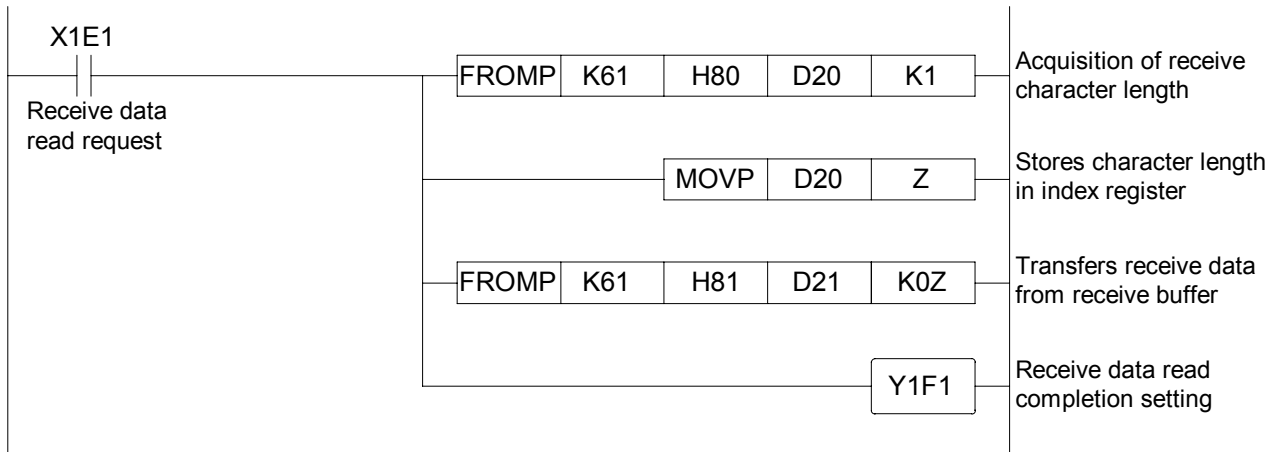 X1E1
Receive data
read request
FROMP K61 H80 D20 K1
Acquisition of receive
character length
MOVP D20 Z
Stores character length
in index register
FROMP K61 H81 D21 K0Z
Transfers receive data
from receive buffer
Y1F1
Receive data read
completion setting